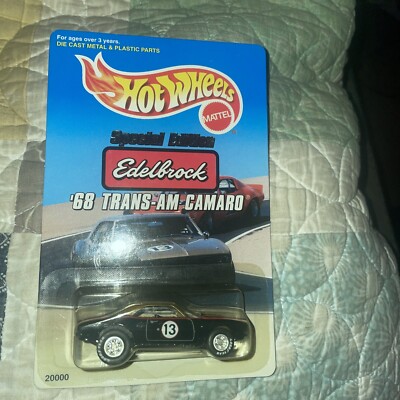 For ages over 3 years.
DIE CAST METAL & PLASTIC PARTS
HOT WHEELS
MATTEL
Special Edition
Edelbrock
'68 TRANS-AM CAMARO
13
13
20000